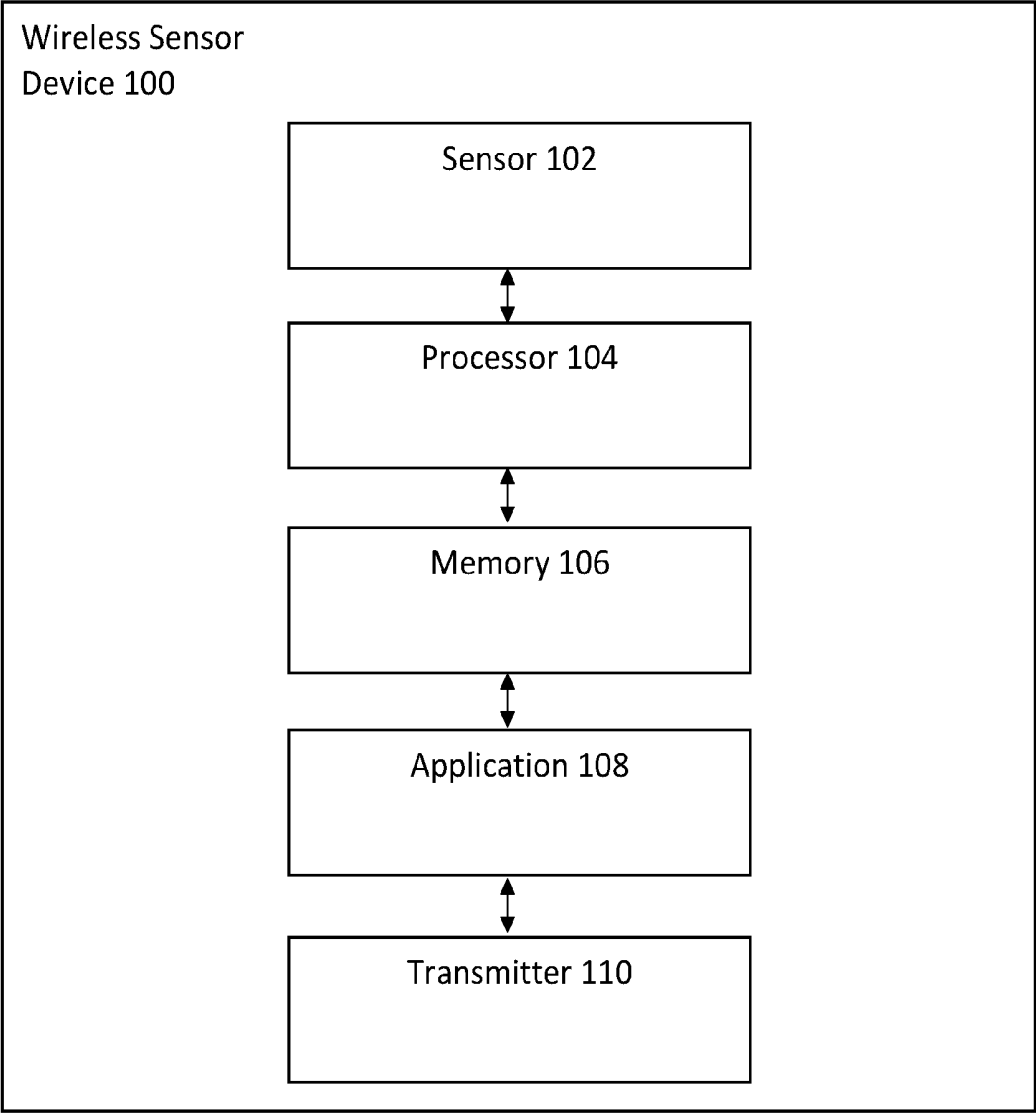 Wireless Sensor
Device 100
Sensor 102
Processor 104
Memory 106
Application 108
Transmitter 110